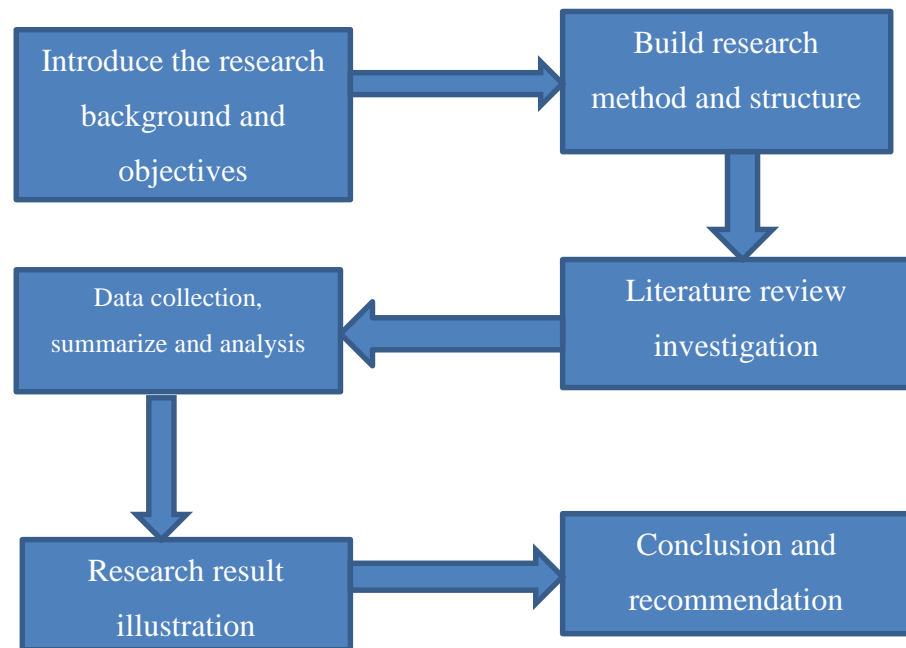 Introduce the research
background and
objectives
Build research
method and structure
Literature review
investigation
Data collection,
summarize and analysis
Research result
illustration
Conclusion and
recommendation